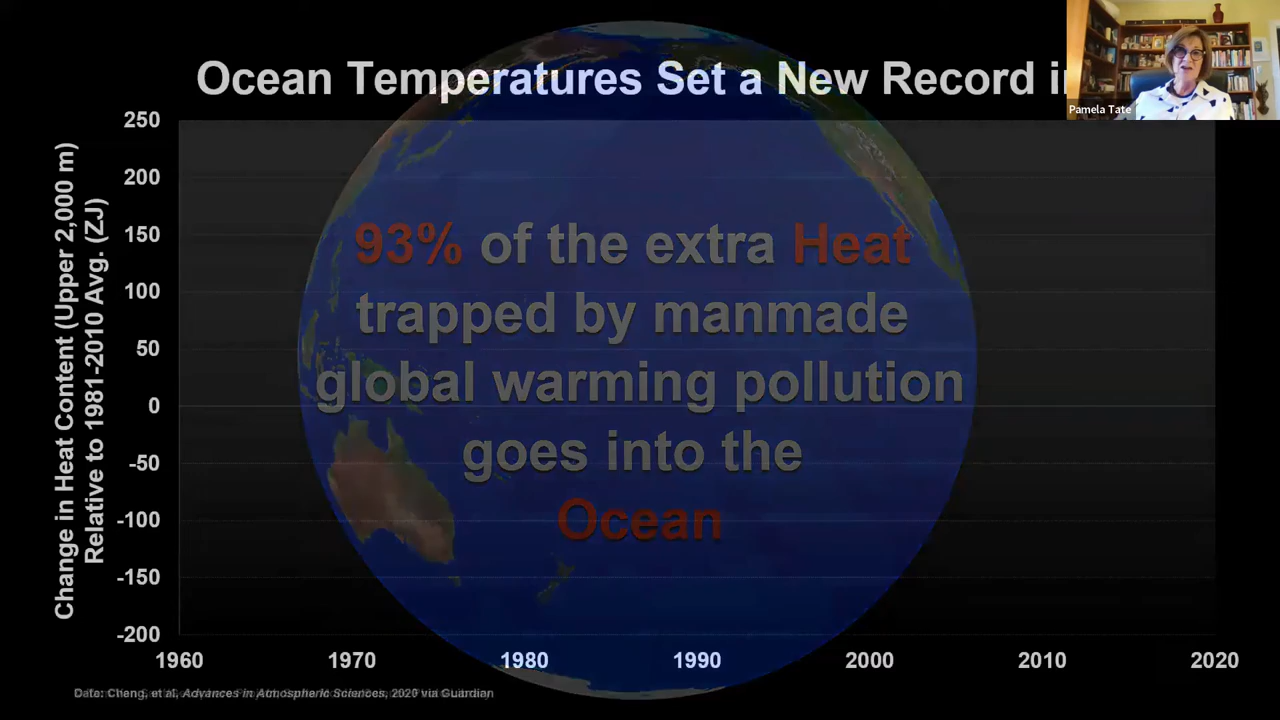 Ocean Temperatures Set a New Record i
Pamela Tate
Change in Heat Content (Upper 2,000 m)
Relative to 1981-2010 Avg. (ZJ)
250
200
150
100
50
0
-50
-100
-150
-200
93% of the extra Heat
trapped by manmade
global warming pollution
goes into the
Ocean
1960 1970 1980 1990 2000 2010 2020
Data: Cheng, et al, Advances in Atmospheric Sciences, 2020 via Guardian